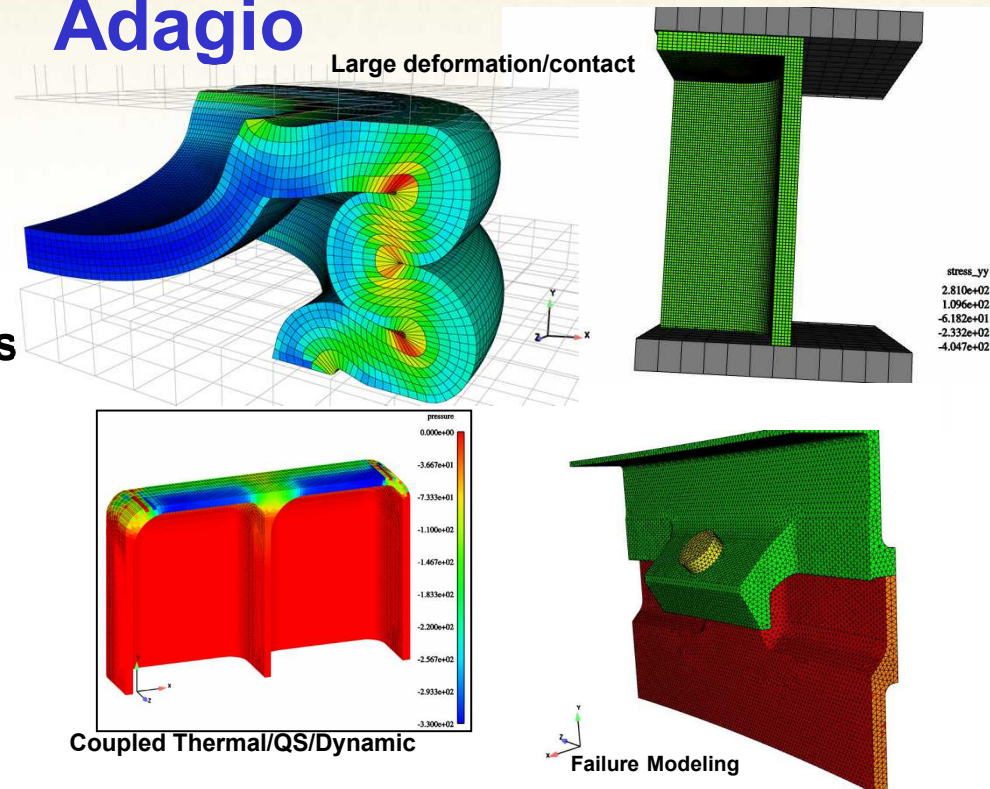 Adagio
Large deformation/contact
Y
Z
X
stress_yy
2.810e+02
1.096e+02
-6.182e+01
-2.332e+02
-4.047e+02
s
pressure
0.000e+00
-3.667e+01
-7.333e+01
-1.100e+02
-1.467e+02
-1.833e+02
-2.200e+02
-2.567e+02
-2.933e+02
-3.300e+02
Y
X
Z
Coupled Thermal/QS/Dynamic
Y
Z
X
Failure Modeling